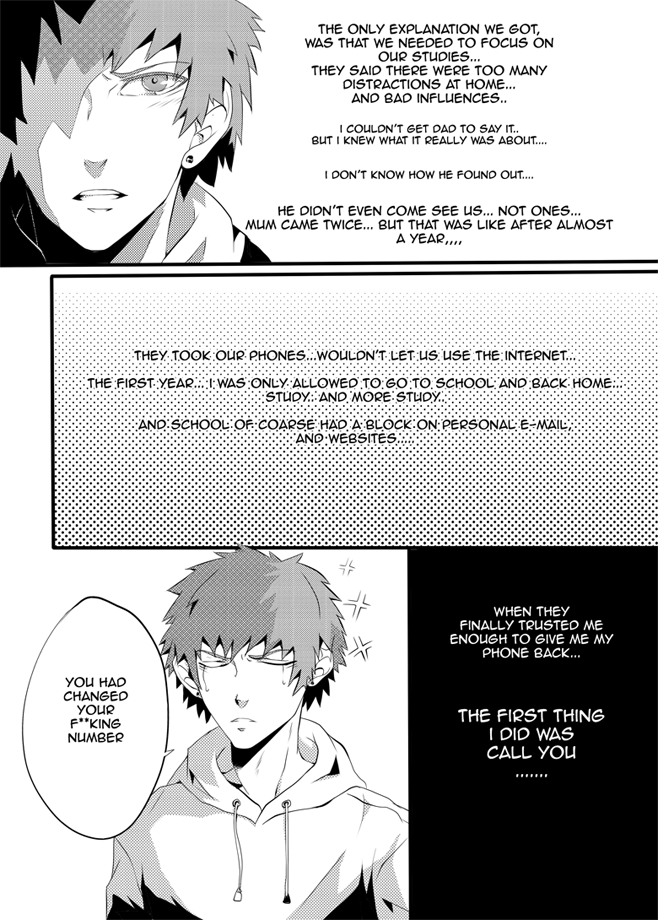 THE ONLY EXPLANATION WE GOT,
WAS THAT WE NEEDED TO FOCUS ON
OUR STUDIES...
THEY SAID THERE WERE TOO MANY
DISTRACTIONS AT HOME...
AND BAD INFLUENCES..
I COULDN'T GET DAD TO SAY IT..
BUT I KNEW WHAT IT REALLY WAS ABOUT....
I DON'T KNOW HOW HE FOUND OUT....
HE DIDN'T EVEN COME SEE US... NOT ONES...
MUM CAME TWICE... BUT THAT WAS LIKE AFTER ALMOST
A YEAR,,,,
THEY TOOK OUR PHONES...WOULDN'T LET US USE THE INTERNET...
THE FIRST YEAR... I WAS ONLY ALLOWED TO GO TO SCHOOL AND BACK HOME...
STUDY.. AND MORE STUDY..
AND SCHOOL OF COARSE HAD A BLOCK ON PERSONAL E-MAIL,
AND WEBSITES....
YOU HAD
CHANGED
YOUR
F**KING
NUMBER
WHEN THEY
FINALLY TRUSTED ME
ENOUGH TO GIVE ME MY
PHONE BACK...
THE FIRST THING
I DID WAS
CALL YOU
.......